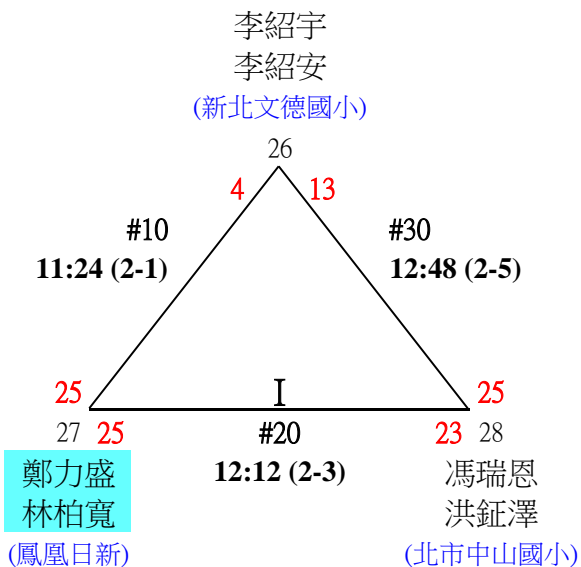 李紹宇
李紹安
(新北文德國小)
26
4 13
#10 #30
11:24 (2-1) 12:48 (2-5)
25 I 25
27 25 #20 23 28
鄭力盛 12:12 (2-3) 馮瑞恩
林柏寬 洪鉦澤
(鳳凰日新) (北市中山國小)